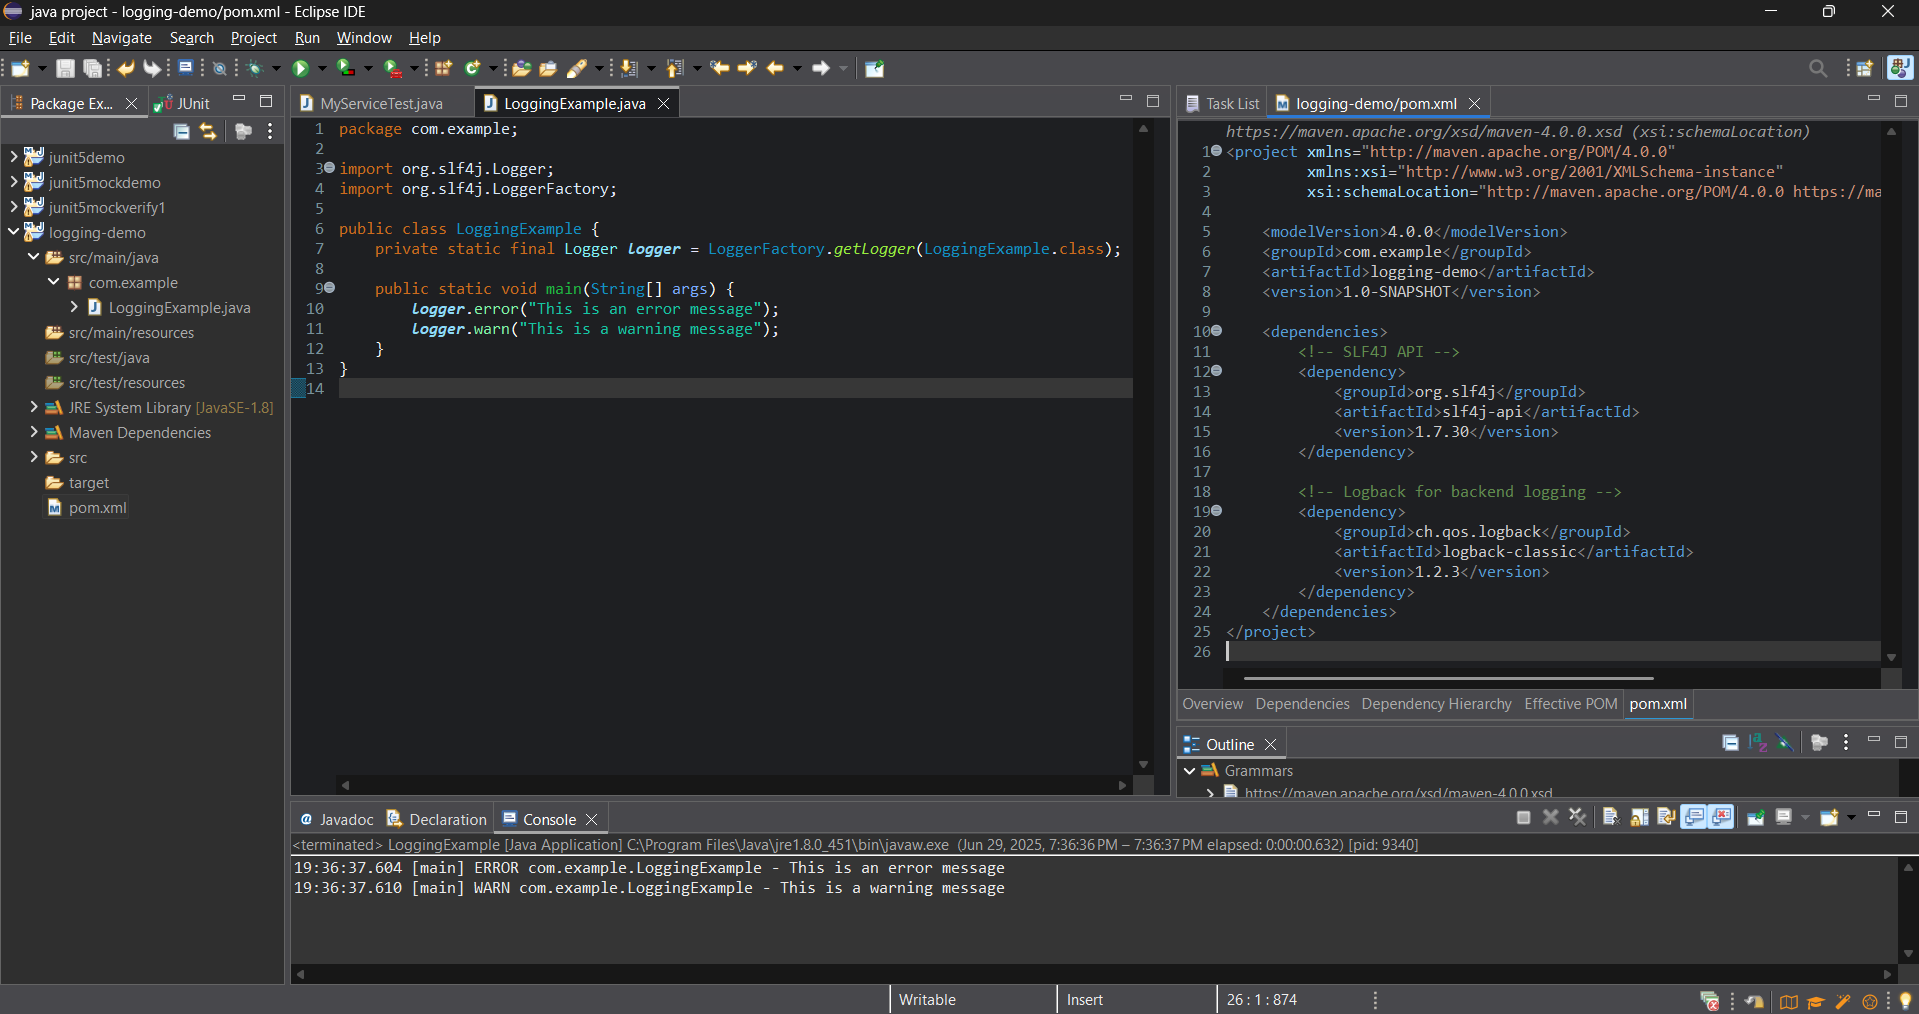 java project - logging-demo/pom.xml - Eclipse IDE
File Edit Navigate Search Project Run Window Help
Package Ex... JUnit
junit5demo
junit5mockdemo
junit5mockverify1
logging-demo
src/main/java
com.example
LoggingExample.java
src/main/resources
src/test/java
src/test/resources
JRE System Library [JavaSE-1.8]
Maven Dependencies
src
target
pom.xml
MyServiceTest.java LoggingExample.java
1 package com.example;
2
3 import org.slf4j.Logger;
4 import org.slf4j.LoggerFactory;
5
6 public class LoggingExample {
7 private static final Logger logger = LoggerFactory.getLogger(LoggingExample.class);
8
9 public static void main(String[] args) {
10 logger.error("This is an error message");
11 logger.warn("This is a warning message");
12 }
13 }
14
Task List logging-demo/pom.xml
https://maven.apache.org/xsd/maven-4.0.0.xsd (xsi:schemaLocation)
1 <project xmlns="http://maven.apache.org/POM/4.0.0"
2 xmlns:xsi="http://www.w3.org/2001/XMLSchema-instance"
3 xsi:schemaLocation="http://maven.apache.org/POM/4.0.0 https://ma
4
5 <modelVersion>4.0.0</modelVersion>
6 <groupId>com.example</groupId>
7 <artifactId>logging-demo</artifactId>
8 <version>1.0-SNAPSHOT</version>
9
10 <dependencies>
11 <!-- SLF4J API -->
12 <dependency>
13 <groupId>org.slf4j</groupId>
14 <artifactId>slf4j-api</artifactId>
15 <version>1.7.30</version>
16 </dependency>
17
18 <!-- Logback for backend logging -->
19 <dependency>
20 <groupId>ch.qos.logback</groupId>
21 <artifactId>logback-classic</artifactId>
22 <version>1.2.3</version>
23 </dependency>
24 </dependencies>
25 </project>
26
Overview Dependencies Dependency Hierarchy Effective POM pom.xml
Outline
Grammars
https://maven.apache.org/xsd/maven-4.0.0.xsd
Javadoc Declaration Console
<terminated> LoggingExample [Java Application] C:\Program Files\Java\jre1.8.0_451\bin\javaw.exe (Jun 29, 2025, 7:36:36 PM – 7:36:37 PM elapsed: 0:00:00.632) [pid: 9340]
19:36:37.604 [main] ERROR com.example.LoggingExample - This is an error message
19:36:37.610 [main] WARN com.example.LoggingExample - This is a warning message
Writable Insert 26 : 1 : 874